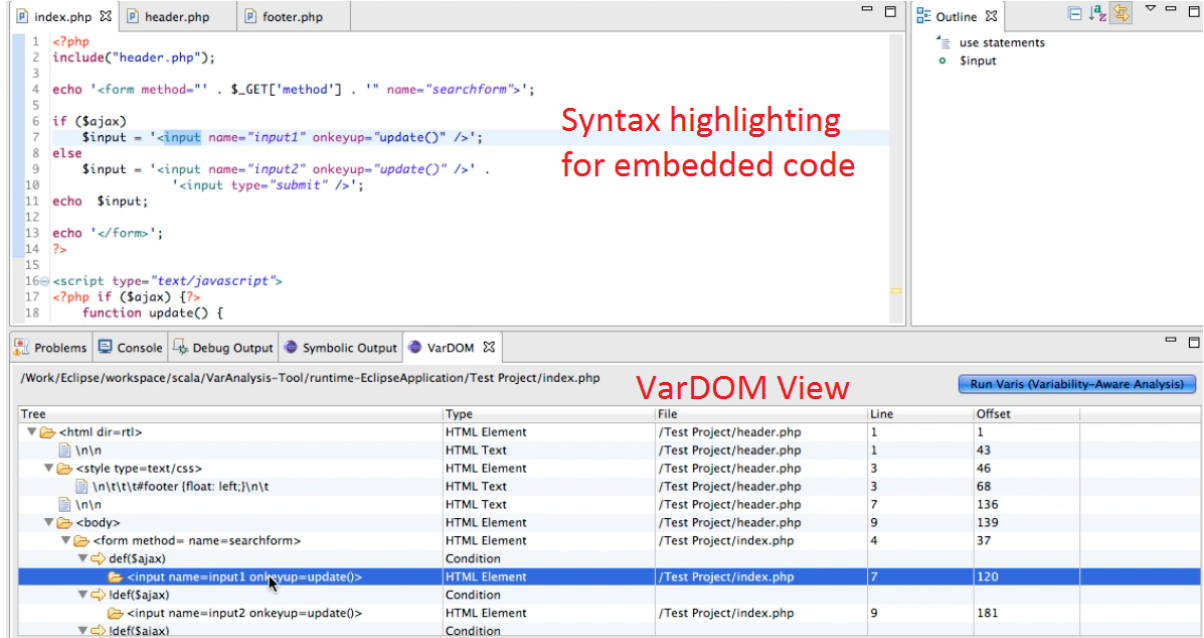 index.php header.php footer.php Outline
1 <?php
2 include("header.php");
3
4 echo '<form method="' . $_GET['method'] . '" name="searchform">';
5
6 if ($ajax)
7 $input = '<input name="input1" onkeyup="update()" />';
8 else
9 $input = '<input name="input2" onkeyup="update()" />' .
10 '<input type="submit" />';
11 echo $input;
12
13 echo '</form>';
14 ?>
15
16 <script type="text/javascript">
17 <?php if ($ajax) {?>
18 function update() {
Syntax highlighting
for embedded code
use statements
$input
Problems Console Debug Output Symbolic Output VarDOM
/Work/Eclipse/workspace/scala/VarAnalysis-Tool/runtime-EclipseApplication/Test Project/index.php
VarDOM View
Run Varis (Variability-Aware Analysis)
Tree Type File Line Offset
<html dir=rtl> HTML Element /Test Project/header.php 1 1
\n\n HTML Text /Test Project/header.php 1 43
<style type=text/css> HTML Element /Test Project/header.php 3 46
\n\t\t\t#footer {float: left;}\n\t HTML Text /Test Project/header.php 3 68
\n\n HTML Text /Test Project/header.php 7 136
<body> HTML Element /Test Project/header.php 9 139
<form method= name=searchform> HTML Element /Test Project/index.php 4 37
def($ajax) Condition
<input name=input1 onkeyup=update()> HTML Element /Test Project/index.php 7 120
!def($ajax) Condition
<input name=input2 onkeyup=update()> HTML Element /Test Project/index.php 9 181
!def($ajax) Condition